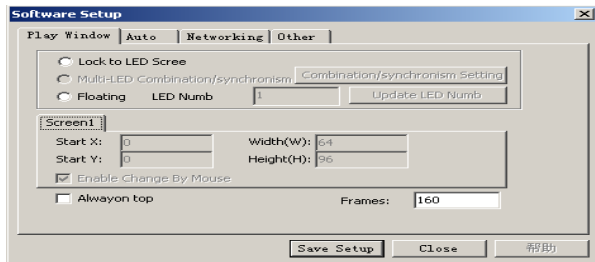 Software Setup
Play Window Auto Networking Other
Lock to LED Scree
Multi-LED Combination/synchronism Combination/synchronism Setting
Floating LED Numb 1 Update LED Numb
Screen1
Start X: 0 Width(W): 64
Start Y: 0 Height(H): 96
Enable Change By Mouse
Alwayon top Frames: 160
Save Setup Close 帮助